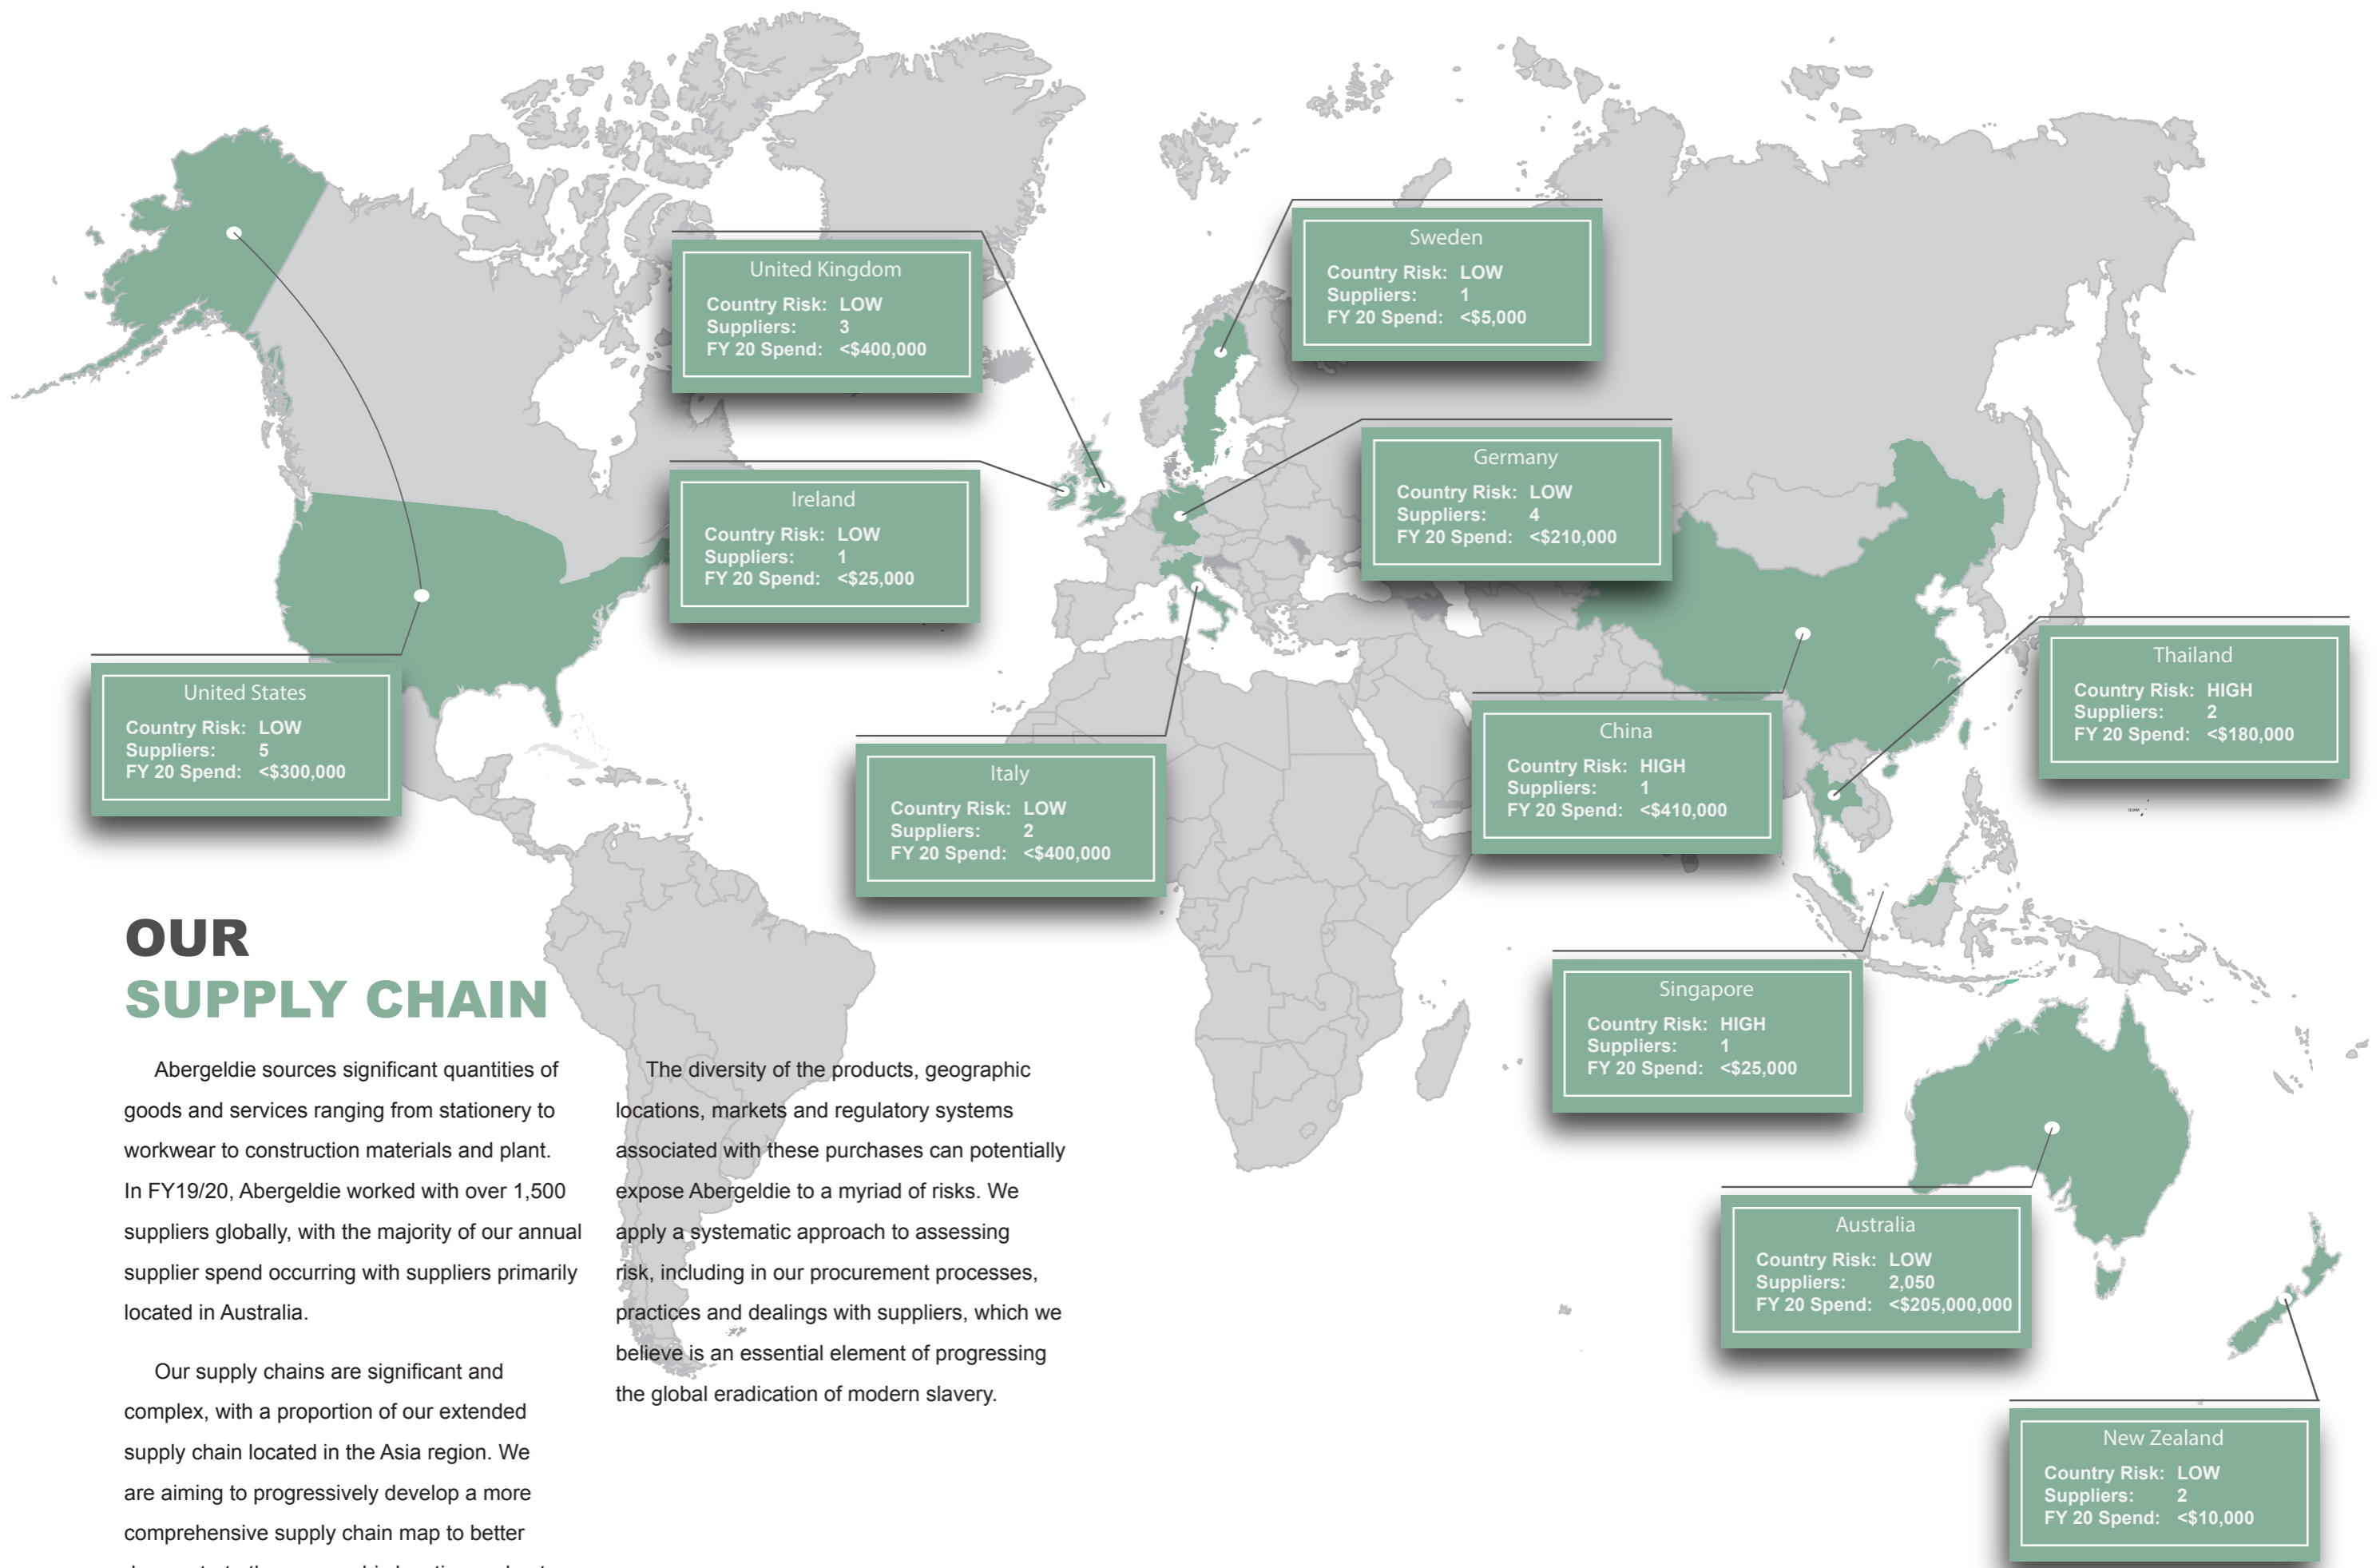 Sweden
Country Risk: LOW
Suppliers: 1
FY 20 Spend: <$5,000
United Kingdom
Country Risk: LOW
Suppliers: 3
FY 20 Spend: <$400,000
Germany
Country Risk: LOW
Suppliers: 4
FY 20 Spend: <$210,000
Ireland
Country Risk: LOW
Suppliers: 1
FY 20 Spend: <$25,000
Thailand
Country Risk: HIGH
Suppliers: 2
FY 20 Spend: <$180,000
United States
Country Risk: LOW
Suppliers: 5
FY 20 Spend: <$300,000
China
Country Risk: HIGH
Suppliers: 1
FY 20 Spend: <$410,000
Italy
Country Risk: LOW
Suppliers: 2
FY 20 Spend: <$400,000
Singapore
Country Risk: HIGH
Suppliers: 1
FY 20 Spend: <$25,000
Australia
Country Risk: LOW
Suppliers: 2,050
FY 20 Spend: <$205,000,000
New Zealand
Country Risk: LOW
Suppliers: 2
FY 20 Spend: <$10,000
OUR
SUPPLY CHAIN
Abergeldie sources significant quantities of
goods and services ranging from stationery to
workwear to construction materials and plant.
In FY19/20, Abergeldie worked with over 1,500
suppliers globally, with the majority of our annual
supplier spend occurring with suppliers primarily
located in Australia.
Our supply chains are significant and
complex, with a proportion of our extended
supply chain located in the Asia region. We
are aiming to progressively develop a more
comprehensive supply chain map to better
The diversity of the products, geographic
locations, markets and regulatory systems
associated with these purchases can potentially
expose Abergeldie to a myriad of risks. We
apply a systematic approach to assessing
risk, including in our procurement processes,
practices and dealings with suppliers, which we
believe is an essential element of progressing
the global eradication of modern slavery.